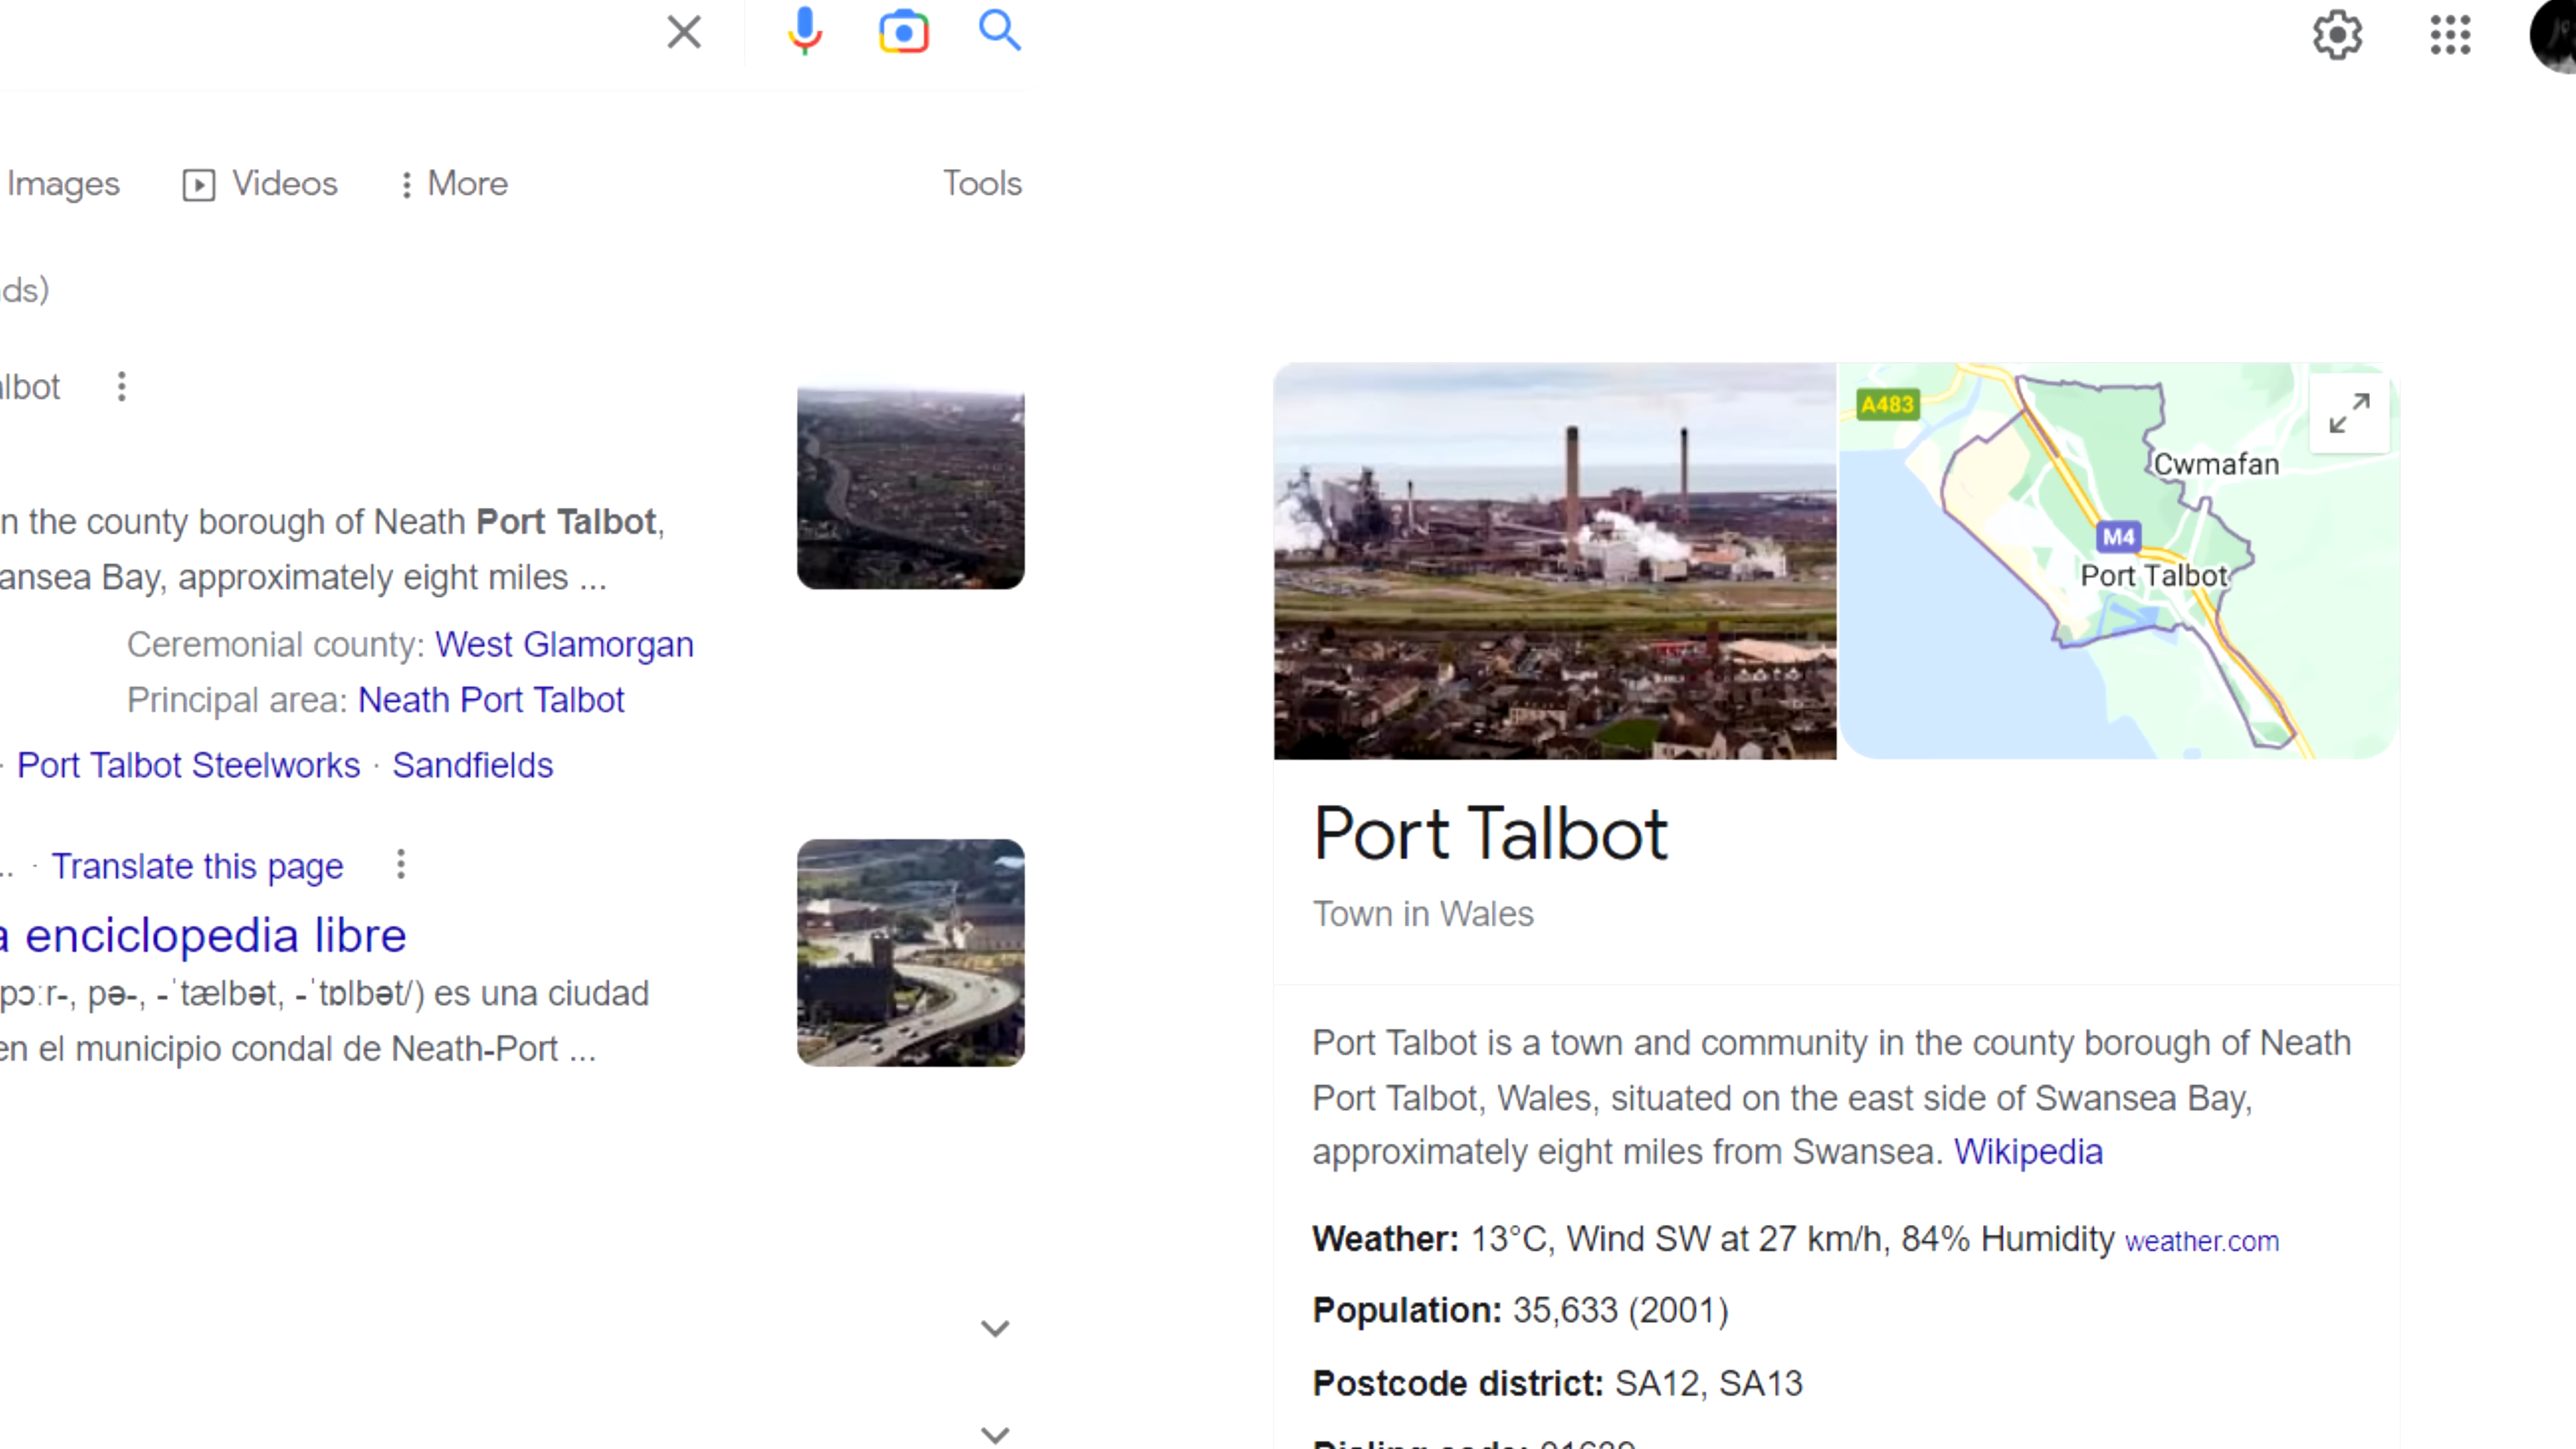 Images
Videos
More
Tools
ds)
lbot
n the county borough of Neath Port Talbot,
ansea Bay, approximately eight miles ...
Ceremonial county: West Glamorgan
Principal area: Neath Port Talbot
· Port Talbot Steelworks · Sandfields
.. · Translate this page
a enciclopedia libre
pɔːr-, pə-, -ˈtælbət, -ˈtɒlbət/) es una ciudad
en el municipio condal de Neath-Port ...
A483
Cwmafan
M4
Port Talbot
Port Talbot
Town in Wales
Port Talbot is a town and community in the county borough of Neath
Port Talbot, Wales, situated on the east side of Swansea Bay,
approximately eight miles from Swansea. Wikipedia
Weather: 13°C, Wind SW at 27 km/h, 84% Humidity weather.com
Population: 35,633 (2001)
Postcode district: SA12, SA13